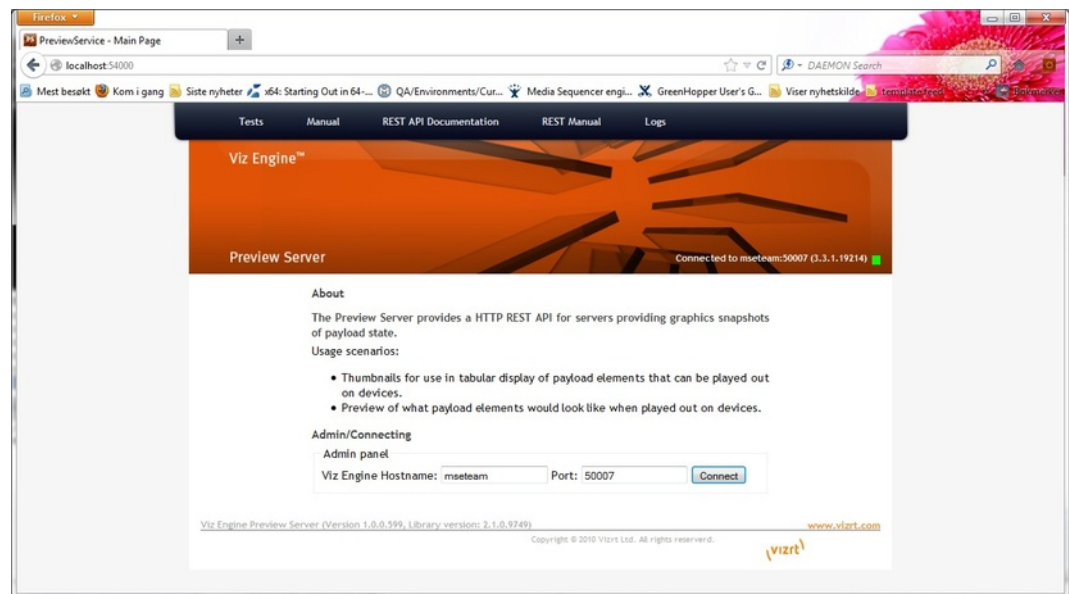 Firefox
PreviewService - Main Page
localhost:54000
DAEMON Search
Mest besøkt Kom i gang Siste nyheter x64: Starting Out in 64-... QA/Environments/Cur... Media Sequencer engi... GreenHopper User's G... Viser nyhetskilde template feed Bokmerker
Tests Manual REST API Documentation REST Manual Logs
Viz Engine™
Preview Server
Connected to mseteam:50007 (3.3.1.19214)
About
The Preview Server provides a HTTP REST API for servers providing graphics snapshots
of payload state.
Usage scenarios:
• Thumbnails for use in tabular display of payload elements that can be played out
on devices.
• Preview of what payload elements would look like when played out on devices.
Admin/Connecting
Admin panel
Viz Engine Hostname: mseteam Port: 50007 Connect
Viz Engine Preview Server (Version 1.0.0.599, Library version: 2.1.0.9749)
www.vizrt.com
Copyright © 2010 Vizrt Ltd. All rights reserverd.
vizrt